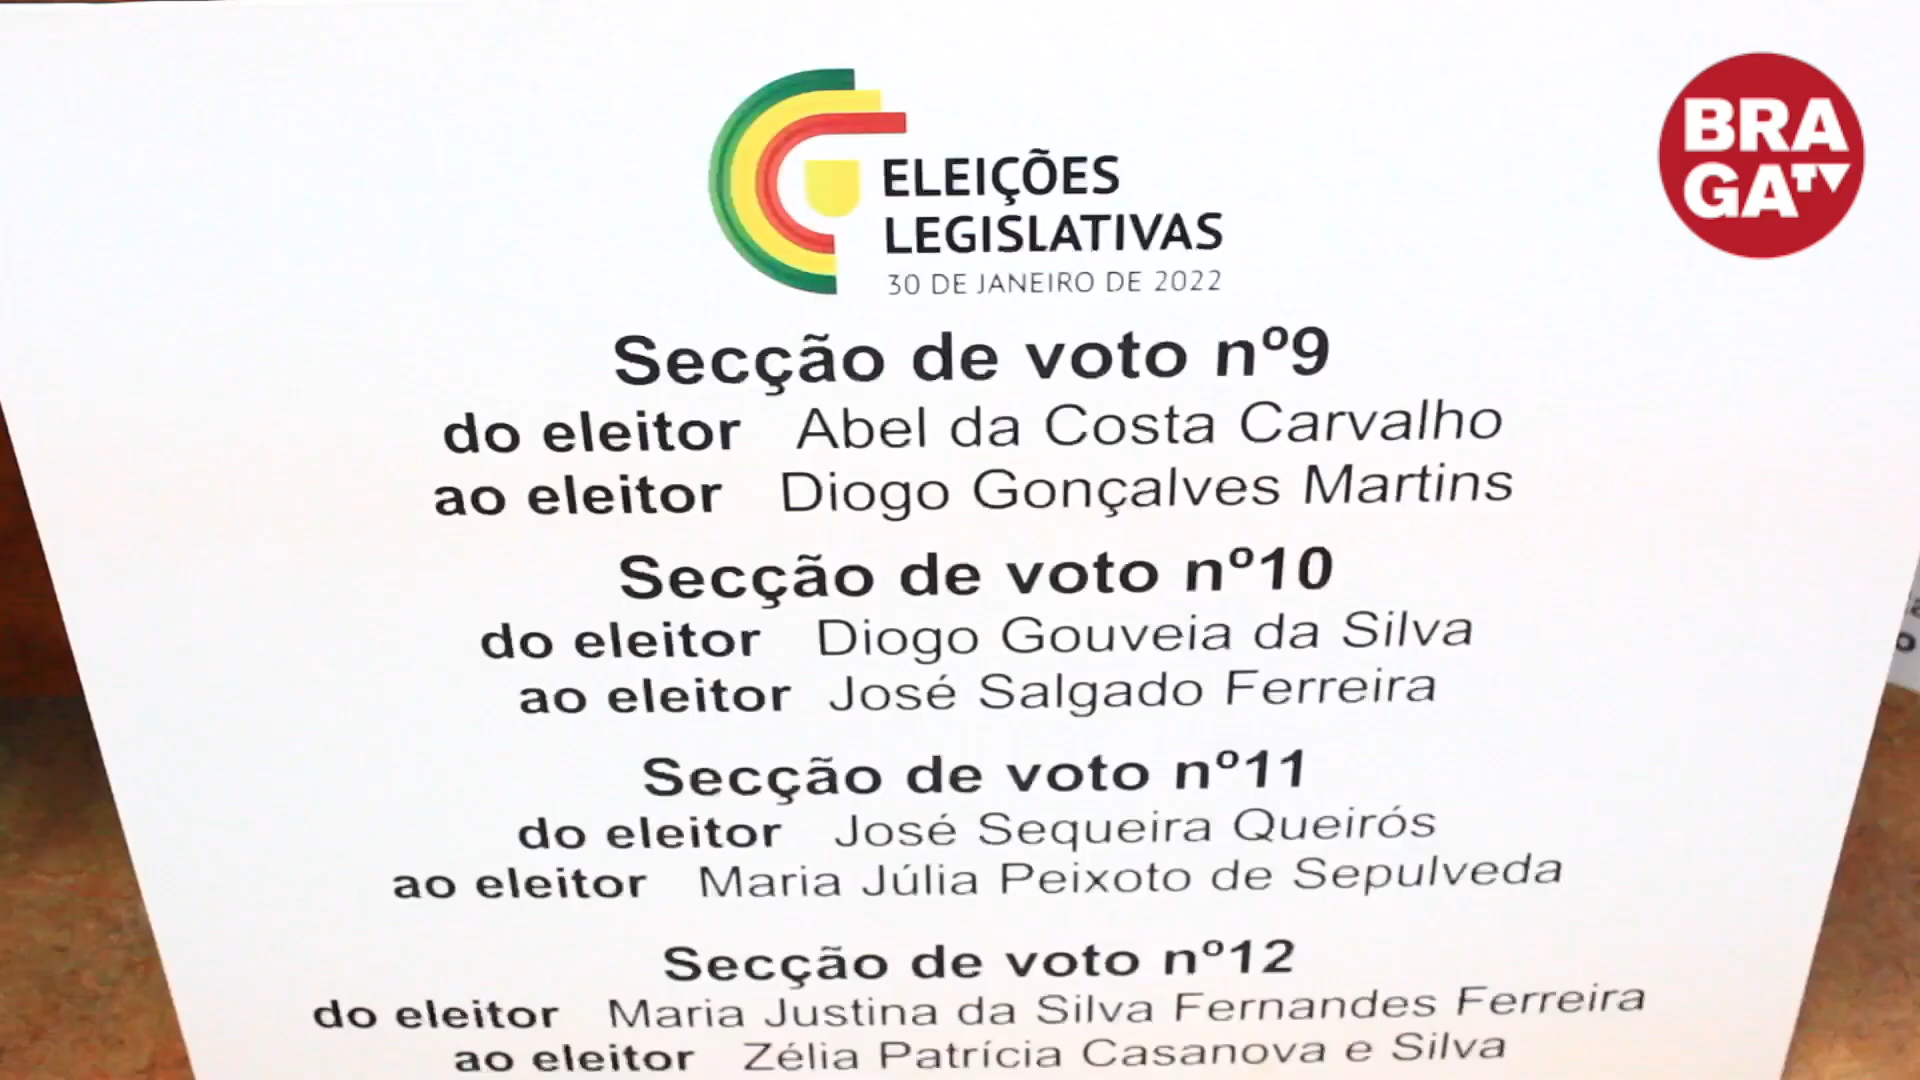 BRA
GATV
ELEIÇÕES
LEGISLATIVAS
30 DE JANEIRO DE 2022
Secção de voto nº9
do eleitor Abel da Costa Carvalho
ao eleitor Diogo Gonçalves Martins
Secção de voto nº10
do eleitor Diogo Gouveia da Silva
ao eleitor José Salgado Ferreira
Secção de voto nº11
do eleitor José Sequeira Queirós
ao eleitor Maria Júlia Peixoto de Sepulveda
Secção de voto nº12
do eleitor Maria Justina da Silva Fernandes Ferreira
ao eleitor Zélia Patrícia Casanova e Silva